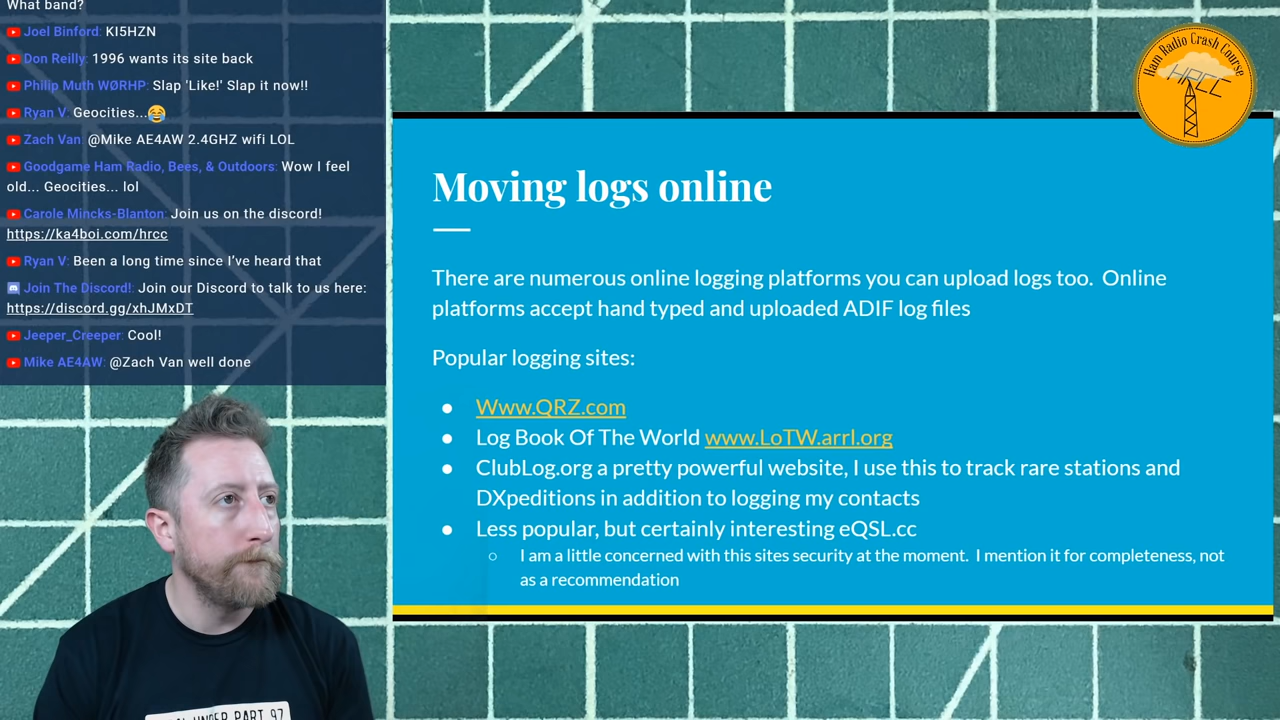 What band?
Joel Binford: KI5HZN
Don Reilly: 1996 wants its site back
Philip Muth WØRHP: Slap 'Like!' Slap it now!!
Ryan V: Geocities...😂
Zach Van: @Mike AE4AW 2.4GHZ wifi LOL
Goodgame Ham Radio, Bees, & Outdoors: Wow I feel
old... Geocities... lol
Carole Mincks-Blanton: Join us on the discord!
https://ka4boi.com/hrcc
Ryan V: Been a long time since I've heard that
Join The Discord!: Join our Discord to talk to us here:
https://discord.gg/xhJMxDT
Jeeper_Creeper: Cool!
Mike AE4AW: @Zach Van well done
Ham Radio Crash Course
HRCC
Moving logs online
There are numerous online logging platforms you can upload logs too. Online
platforms accept hand typed and uploaded ADIF log files
Popular logging sites:
● Www.QRZ.com
● Log Book Of The World www.LoTW.arrl.org
● ClubLog.org a pretty powerful website, I use this to track rare stations and
DXpeditions in addition to logging my contacts
● Less popular, but certainly interesting eQSL.cc
○ I am a little concerned with this sites security at the moment. I mention it for completeness, not
as a recommendation
UNDER PART 97